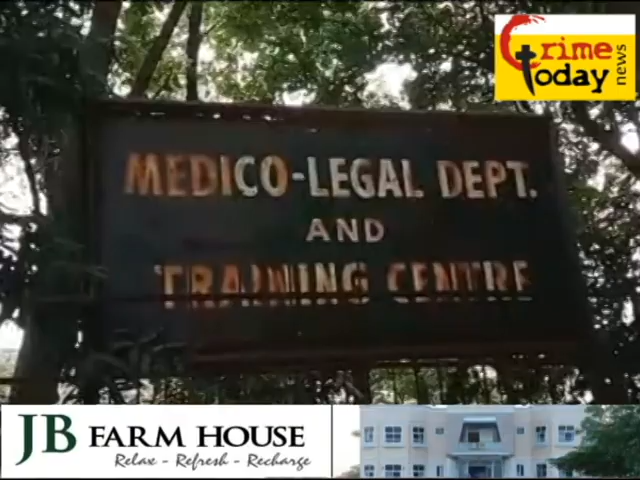 Crime
Today
news
MEDICO-LEGAL DEPT.
AND
TRAINING CENTRE
JB FARM HOUSE
Relax - Refresh - Recharge